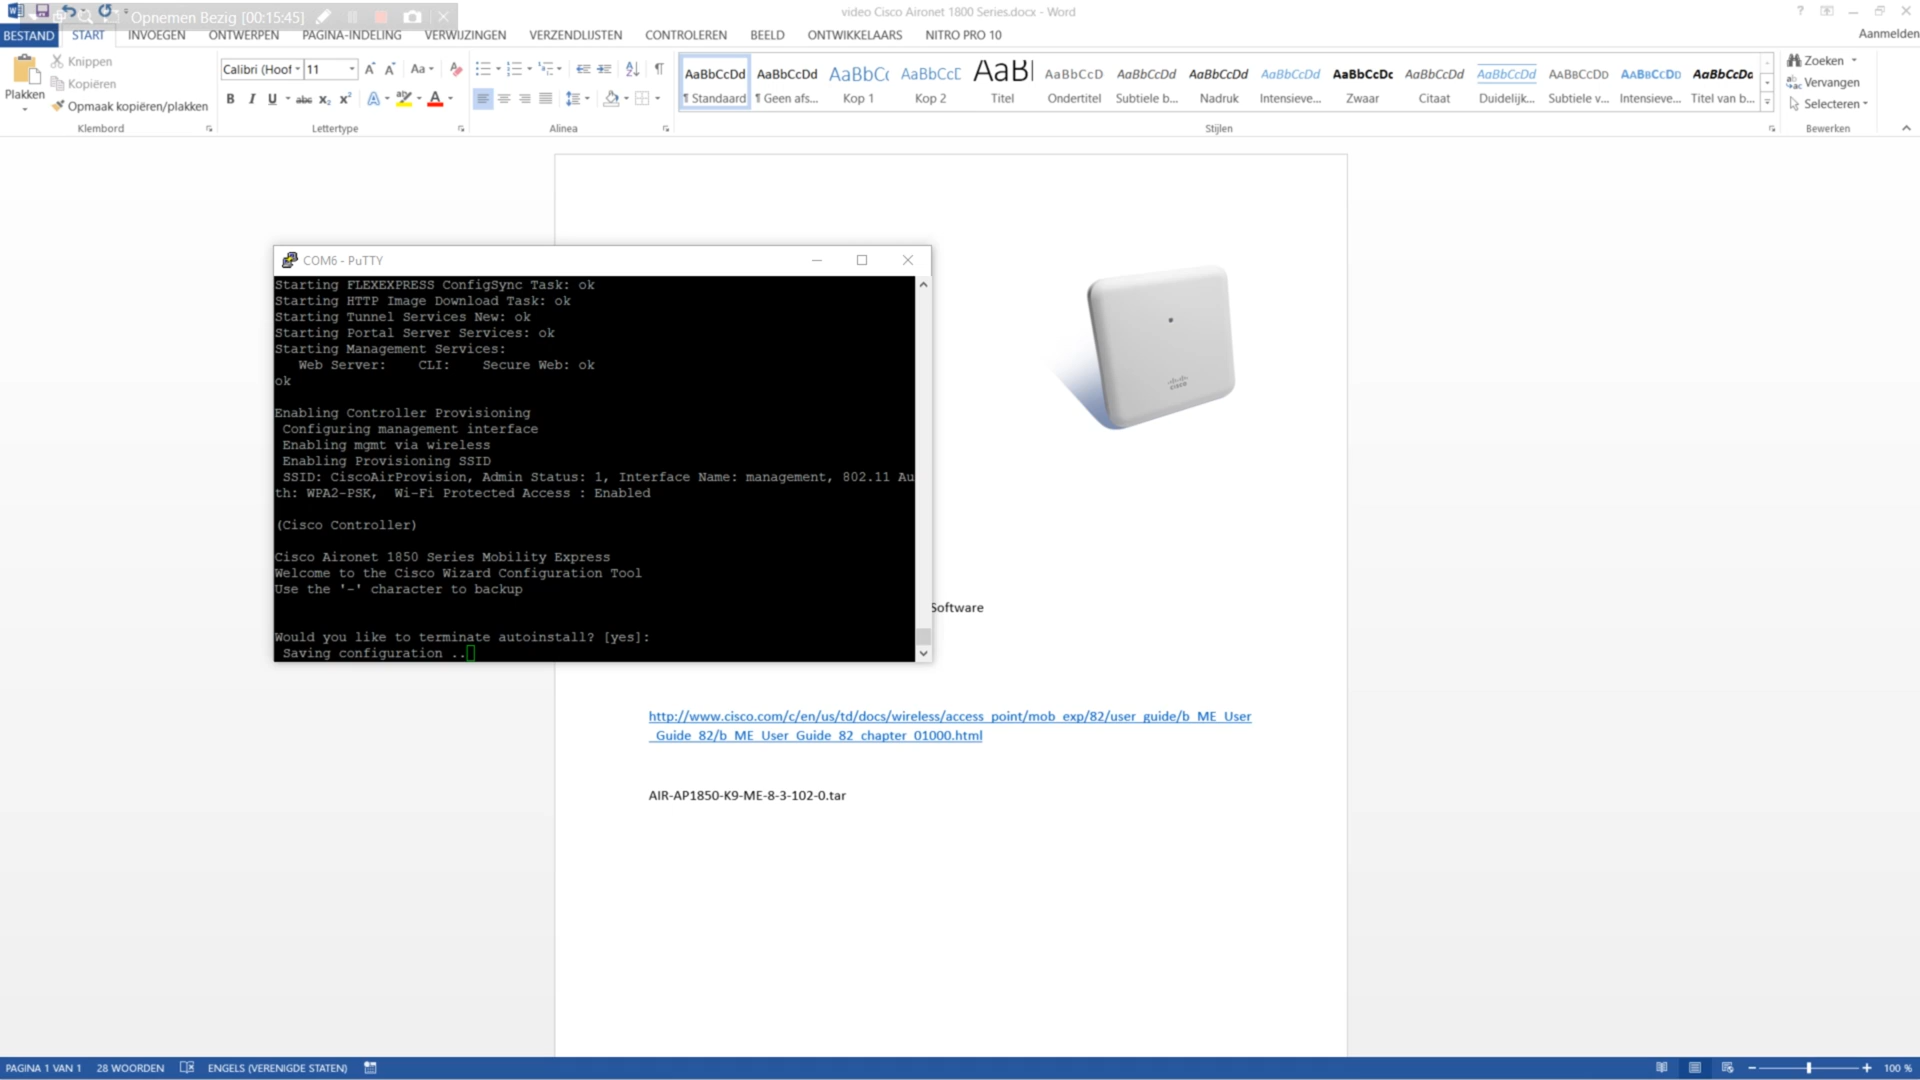 Opnemen Bezig [00:15:45]
video Cisco Aironet 1800 Series.docx - Word
BESTAND START INVOEGEN ONTWERPEN PAGINA-INDELING VERWIJZINGEN VERZENDLIJSTEN CONTROLEREN BEELD ONTWIKKELAARS NITRO PRO 10
Aanmelden
Plakken
Knippen
Kopiëren
Opmaak kopiëren/plakken
Klembord
Calibri (Hoof 11
Lettertype
Alinea
AaBbCcDd AaBbCcDd AaBbCc AaBbCcD AaB AaBbCcD AaBbCcDd AaBbCcDd AaBbCcDd AaBbCcDc AaBbCcDd AaBbCcDd AaBbCcDd AaBbCcDd AaBbCcDd
¶ Standaard ¶ Geen afs... Kop 1 Kop 2 Titel Ondertitel Subtiele b... Nadruk Intensieve... Zwaar Citaat Duidelijk... Subtiele v... Intensieve... Titel van b...
Stijlen
Zoeken
Vervangen
Selecteren
Bewerken
COM6 - PuTTY
Starting FLEXEXPRESS ConfigSync Task: ok
Starting HTTP Image Download Task: ok
Starting Tunnel Services New: ok
Starting Portal Server Services: ok
Starting Management Services:
Web Server: CLI: Secure Web: ok
ok
Enabling Controller Provisioning
Configuring management interface
Enabling mgmt via wireless
Enabling Provisioning SSID
SSID: CiscoAirProvision, Admin Status: 1, Interface Name: management, 802.11 Au
th: WPA2-PSK, Wi-Fi Protected Access : Enabled
(Cisco Controller)
Cisco Aironet 1850 Series Mobility Express
Welcome to the Cisco Wizard Configuration Tool
Use the '-' character to backup
Would you like to terminate autoinstall? [yes]:
Saving configuration ..
CISCO
Software
http://www.cisco.com/c/en/us/td/docs/wireless/access_point/mob_exp/82/user_guide/b_ME_User
_Guide_82/b_ME_User_Guide_82_chapter_01000.html
AIR-AP1850-K9-ME-8-3-102-0.tar
PAGINA 1 VAN 1 28 WOORDEN ENGELS (VERENIGDE STATEN)
100 %